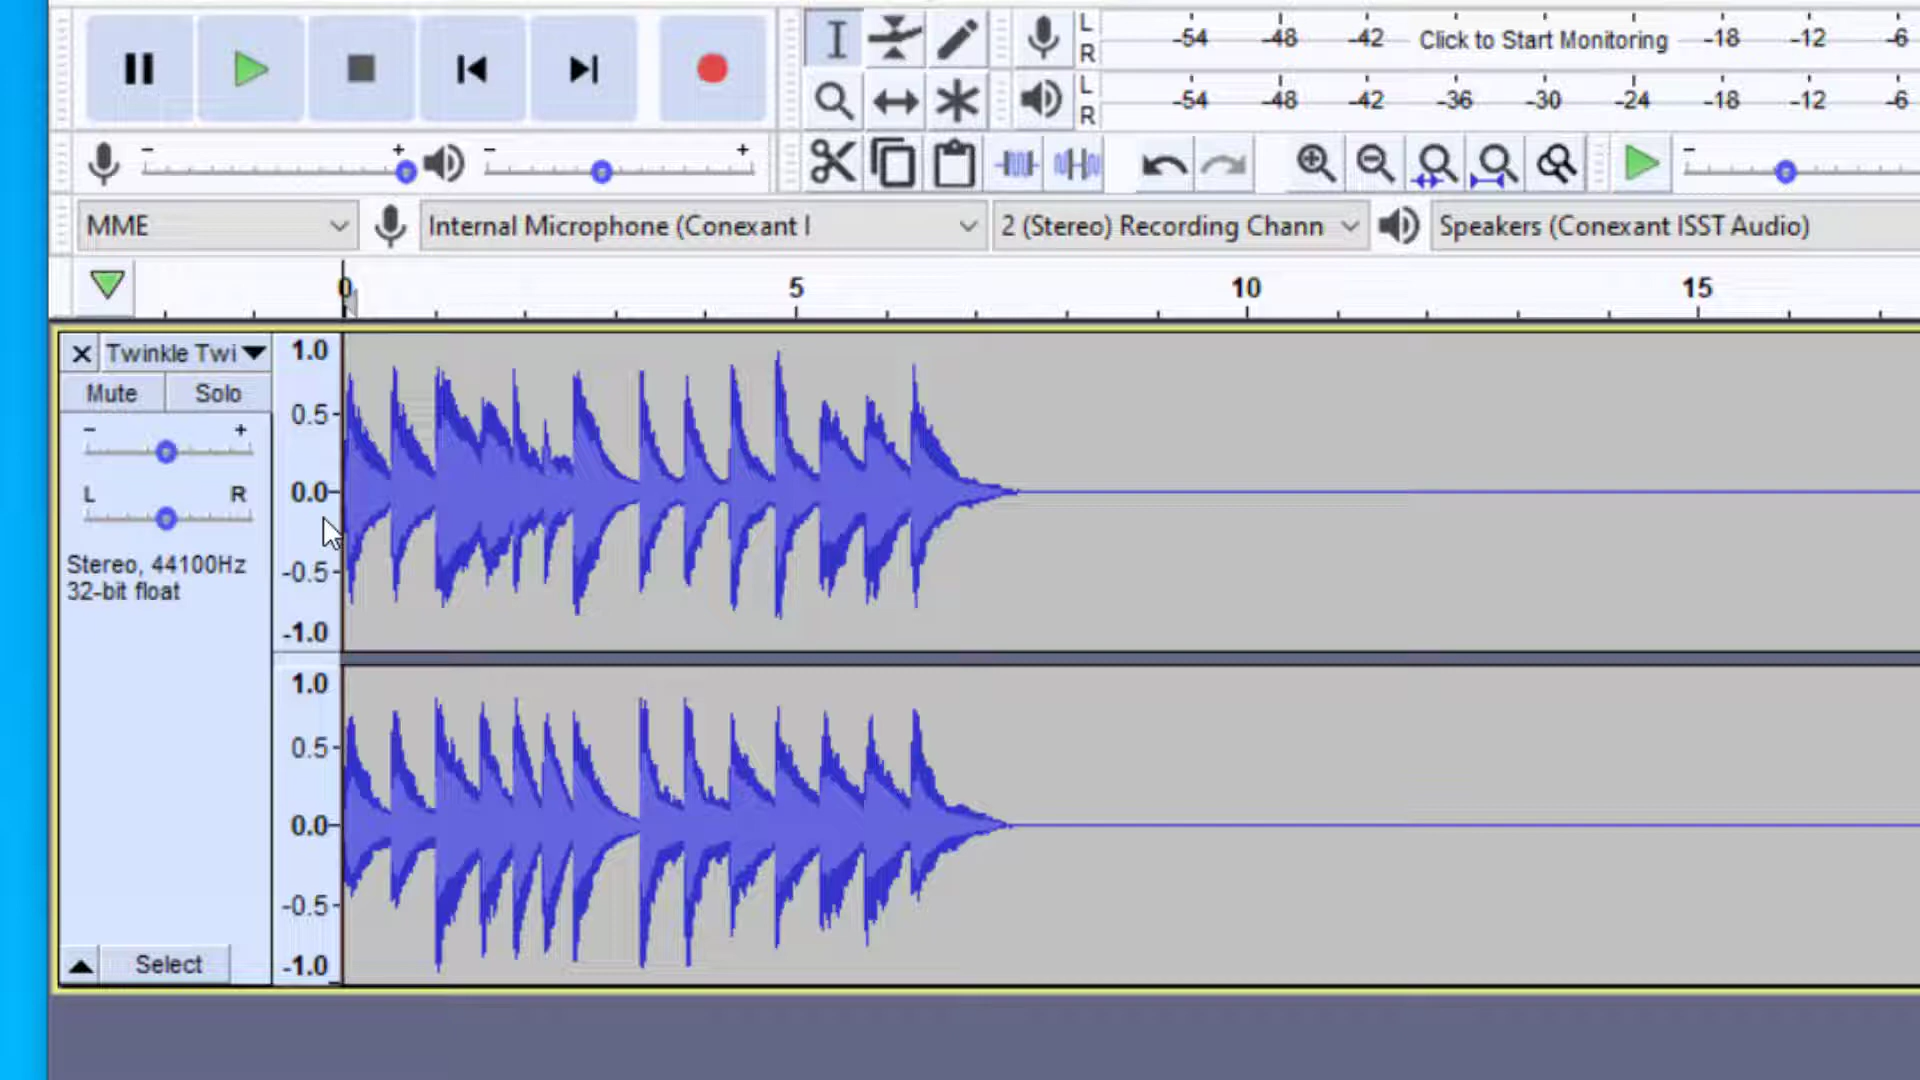 L
R
-54 -48 -42 Click to Start Monitoring -18 -12 -6
L
R
-54 -48 -42 -36 -30 -24 -18 -12 -6
- + - + -
MME Internal Microphone (Conexant I 2 (Stereo) Recording Chann Speakers (Conexant ISST Audio)
0 5 10 15
Twinkle Twi
Mute Solo
- +
L R
Stereo, 44100Hz
32-bit float
Select
1.0
0.5
0.0
-0.5
-1.0
1.0
0.5
0.0
-0.5
-1.0